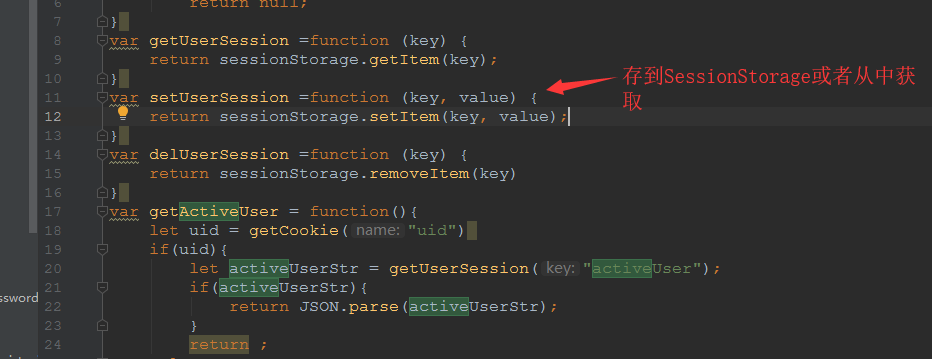 6 return null;
7 }
8 var getUserSession =function (key) {
9 return sessionStorage.getItem(key);
10 }
11 var setUserSession =function (key, value) {
存到SessionStorage或者从中获
取
12 return sessionStorage.setItem(key, value);
13 }
14 var delUserSession =function (key) {
15 return sessionStorage.removeItem(key)
16 }
17 var getActiveUser = function(){
18 let uid = getCookie( name: "uid")
19 if(uid){
20 let activeUserStr = getUserSession( key: "activeUser");
21 if(activeUserStr){
ssword
22 return JSON.parse(activeUserStr);
23 }
24 return ;